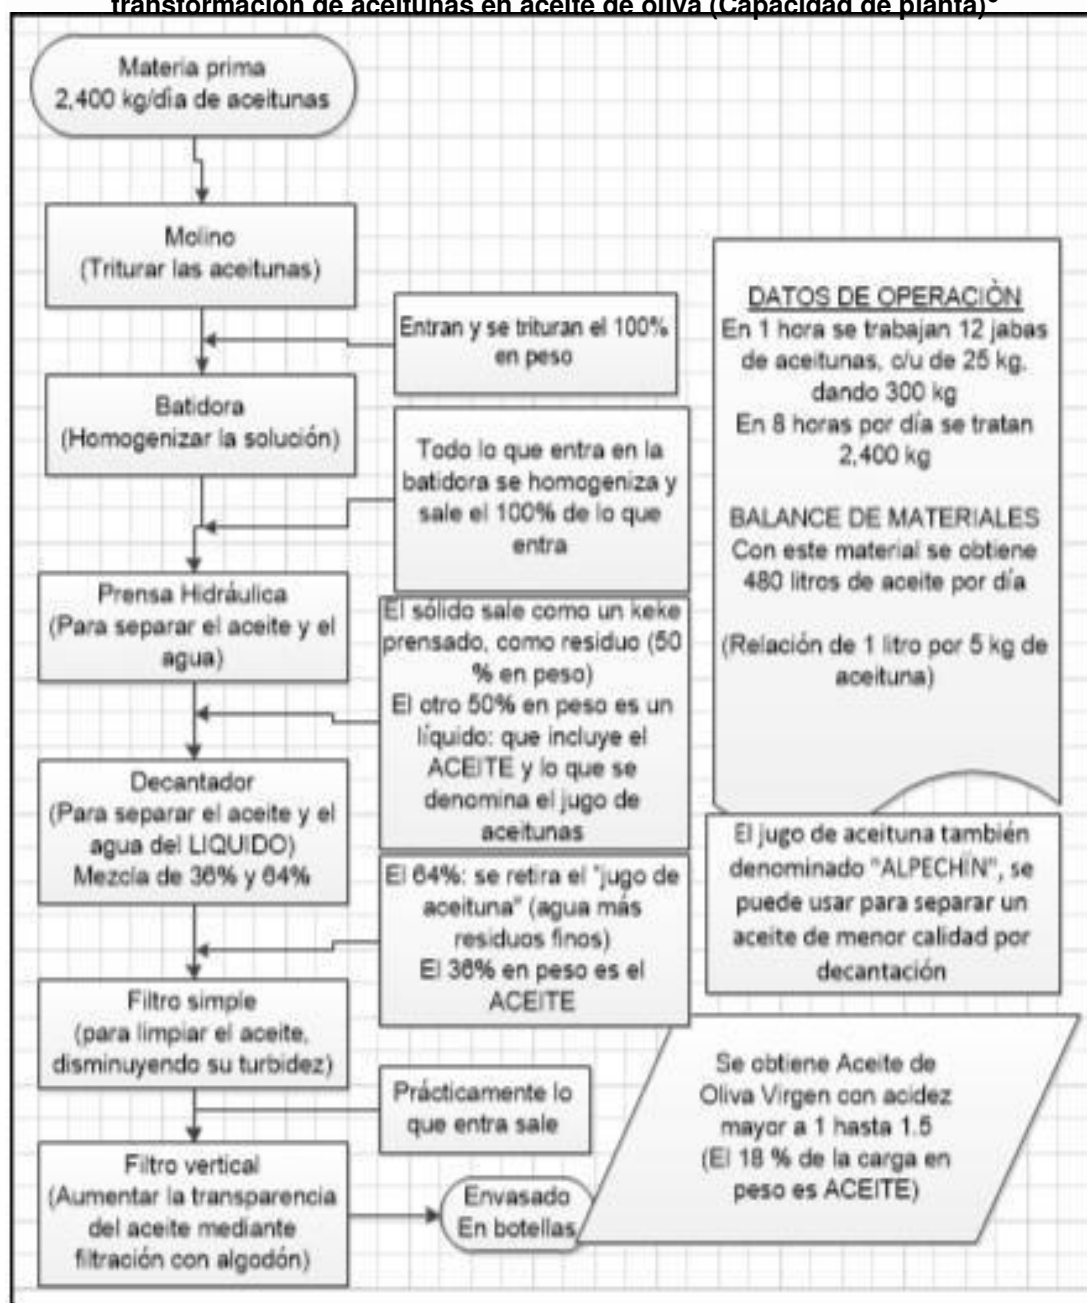 transformación de aceitunas en aceite de oliva (Capacidad de planta)
Materia prima
2,400 kg/día de aceitunas
Molino
(Triturar las aceitunas)
Entran y se trituran el 100%
en peso
Batidora
(Homogenizar la solución)
Todo lo que entra en la
batidora se homogeniza y
sale el 100% de lo que
entra
Prensa Hidráulica
(Para separar el aceite y el
agua)
El sólido sale como un keke
prensado, como residuo (50
% en peso)
El otro 50% en peso es un
líquido: que incluye el
ACEITE y lo que se
denomina el jugo de
aceitunas
Decantador
(Para separar el aceite y el
agua del LIQUIDO)
Mezcla de 36% y 64%
El 64%: se retira el "jugo de
aceituna" (agua más
residuos finos)
El 36% en peso es el
ACEITE
Filtro simple
(para limpiar el aceite,
disminuyendo su turbidez)
Prácticamente lo
que entra sale
Filtro vertical
(Aumentar la transparencia
del aceite mediante
filtración con algodón)
Envasado
En botellas
DATOS DE OPERACIÒN
En 1 hora se trabajan 12 jabas
de aceitunas, c/u de 25 kg,
dando 300 kg
En 8 horas por día se tratan
2,400 kg
BALANCE DE MATERIALES
Con este material se obtiene
480 litros de aceite por día
(Relación de 1 litro por 5 kg de
aceituna)
El jugo de aceituna también
denominado "ALPECHÍN", se
puede usar para separar un
aceite de menor calidad por
decantación
Se obtiene Aceite de
Oliva Virgen con acidez
mayor a 1 hasta 1.5
(El 18 % de la carga en
peso es ACEITE)